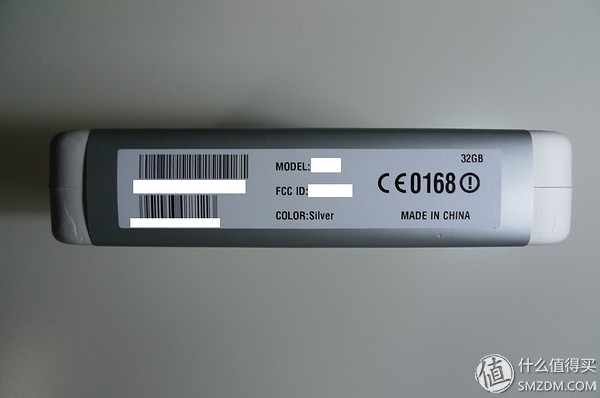 32GB
MODEL:
FCC ID:
CE0168
COLOR:Silver
MADE IN CHINA
值 什么值得买
SMZDM.COM